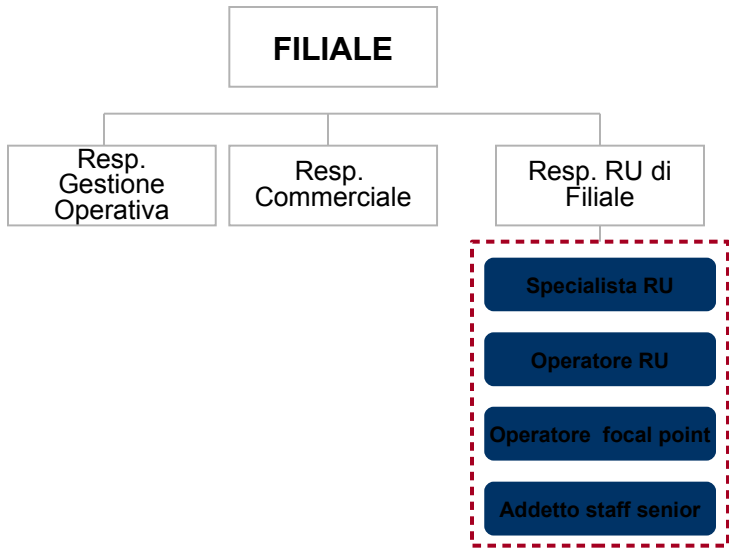 FILIALE
Resp.
Gestione
Operativa
Resp.
Commerciale
Resp. RU di
Filiale
Specialista RU
Operatore RU
Operatore focal point
Addetto staff senior